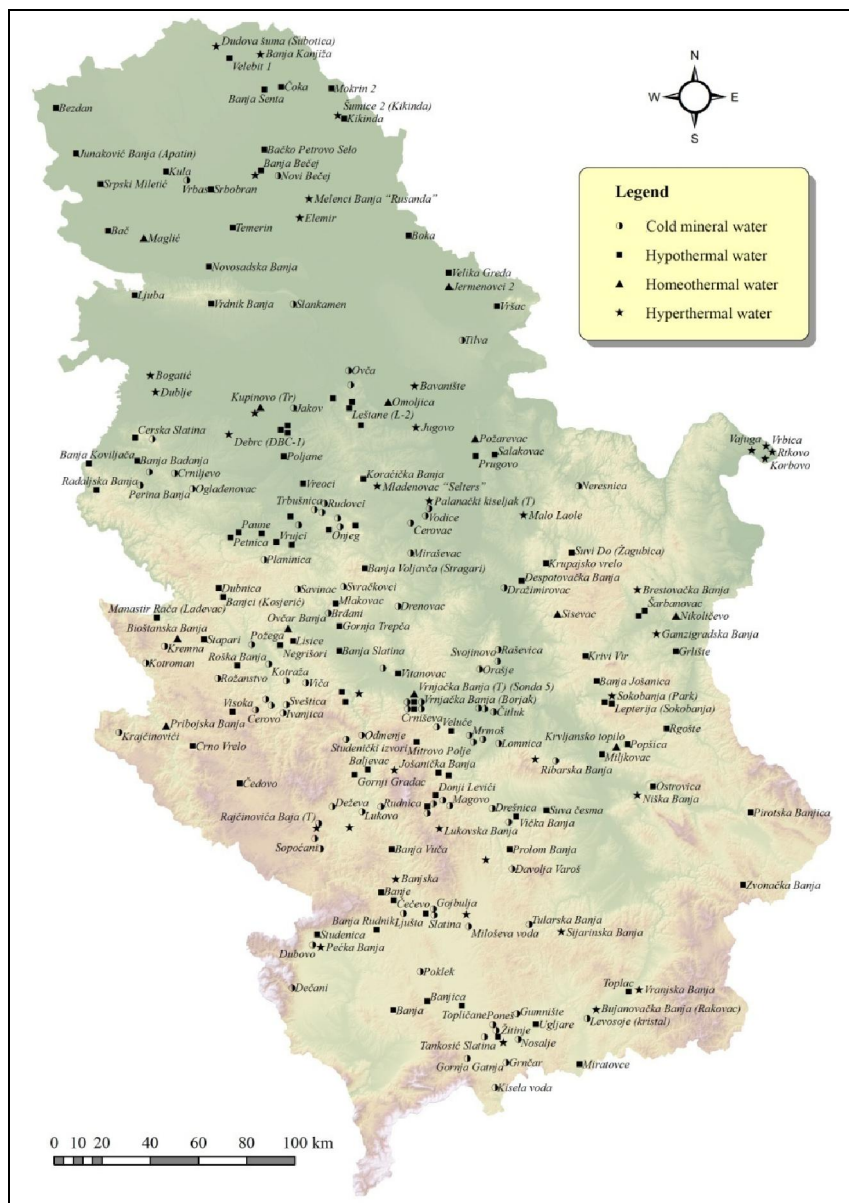 Dudova šuma (Subotica)
Banja Kanjiža
Velebit 1
Čoka
Banja Senta
Mokrin 2
Bezdan
Šumice 2 (Kikinda)
Kikinda
N
W
E
S
Bačko Petrovo Selo
Junaković Banja (Apatin)
Kula
Banja Bečej
Novi Bečej
Srpski Miletić
Vrbas
Srbobran
Melenci Banja "Rusanda"
Elemir
Bač
Maglić
Temerin
Boka
Novosadska Banja
Velika Greda
Jermenovci 2
Ljuba
Vrdnik Banja
Slankamen
Vršac
Tilva
Legend
Cold mineral water
Hypothermal water
Homeothermal water
Hyperthermal water
Ovča
Bogatić
Dublje
Bavanište
Kupinovo (Tr)
Jakov
Omoljica
Leštane (L-2)
Cerska Slatina
Debrc (DBC-1)
Jugovo
Požarevac
Vajuga
Vrbica
Rtkovo
Korbovo
Banja Koviljača
Banja Badanja
Poljane
Salakovac
Prugovo
Radaljska Banja
Crniljevo
Koračička Banja
Perina Banja
Oglađenovac
Vreoci
Mladenovac "Selters"
Neresnica
Trbušnica
Rudovci
Palanački kiseljak (T)
Vodice
Malo Laole
Paune
Vrujci
Onjeg
Cerovac
Petnica
Planinica
Miraševac
Suvi Do (Žagubica)
Krupajsko vrelo
Banja Voljavča (Stragari)
Despotovačka Banja
Dubnica
Savinac
Svračkovci
Dražimirovac
Brestovačka Banja
Banjci (Kosjerić)
Mlakovac
Drenovac
Šarbanovac
Manastir Rača (Lađevac)
Brđani
Sisevac
Nikoličevo
Ovčar Banja
Gornja Trepča
Bioštanska Banja
Stapari
Požega
Lisice
Gamzigradska Banja
Kremna
Negrišori
Banja Slatina
Svojinovo
Raševica
Krivi Vir
Grlište
Kotroman
Roška Banja
Orašje
Kotraža
Vitanovac
Rožanstvo
Viča
Banja Jošanica
Vrnjačka Banja (T) (Sonda 5)
Sokobanja (Park)
Visoka
Sveštica
Vrnjačka Banja (Borjak)
Lepterija (Sokobanja)
Cerovo
Ivanjica
Crniševa
Čitluk
Pribojska Banja
Veluče
Krajčinovići
Odmenje
Mrmoš
Krvljansko topilo
Rgošte
Crno Vrelo
Studenički izvori
Mitrovo Polje
Lomnica
Popšica
Miljkovac
Baljevac
Jošanička Banja
Ribarska Banja
Čedovo
Gornji Gradac
Donji Levići
Ostrovica
Niška Banja
Deževa
Rudnica
Magovo
Drešnica
Suva česma
Pirotska Banjica
Lukovo
Vička Banja
Rajčinovića Baja (T)
Lukovska Banja
Sopoćani
Banja Vuča
Prolom Banja
Đavolja Varoš
Banjska
Zvonačka Banja
Banje
Čečevo
Gojbulja
Banja Rudnik
Ljušta
Slatina
Tularska Banja
Studenica
Miloševa voda
Sijarinska Banja
Dubovo
Pećka Banja
Poklek
Dečani
Toplac
Vranjska Banja
Banjica
Banja
Topličane
Poneš
Gumnište
Bujanovačka Banja (Rakovac)
Žitinje
Ugljare
Levosoje (kristal)
Tankosić
Slatina
Nosalje
Gornja Gatnja
Grnčar
Miratovce
Kisela voda
0 10 20 40 60 80 100 km